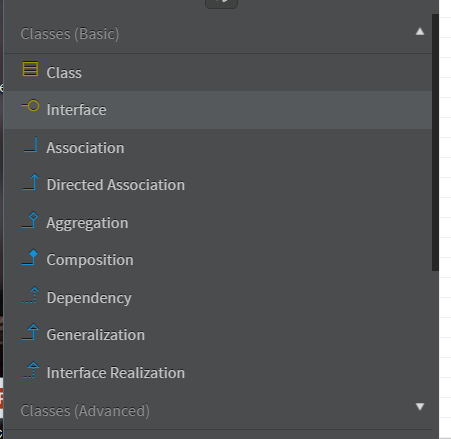 Classes (Basic)
Class
Interface
Association
Directed Association
Aggregation
Composition
Dependency
Generalization
Interface Realization
Classes (Advanced)